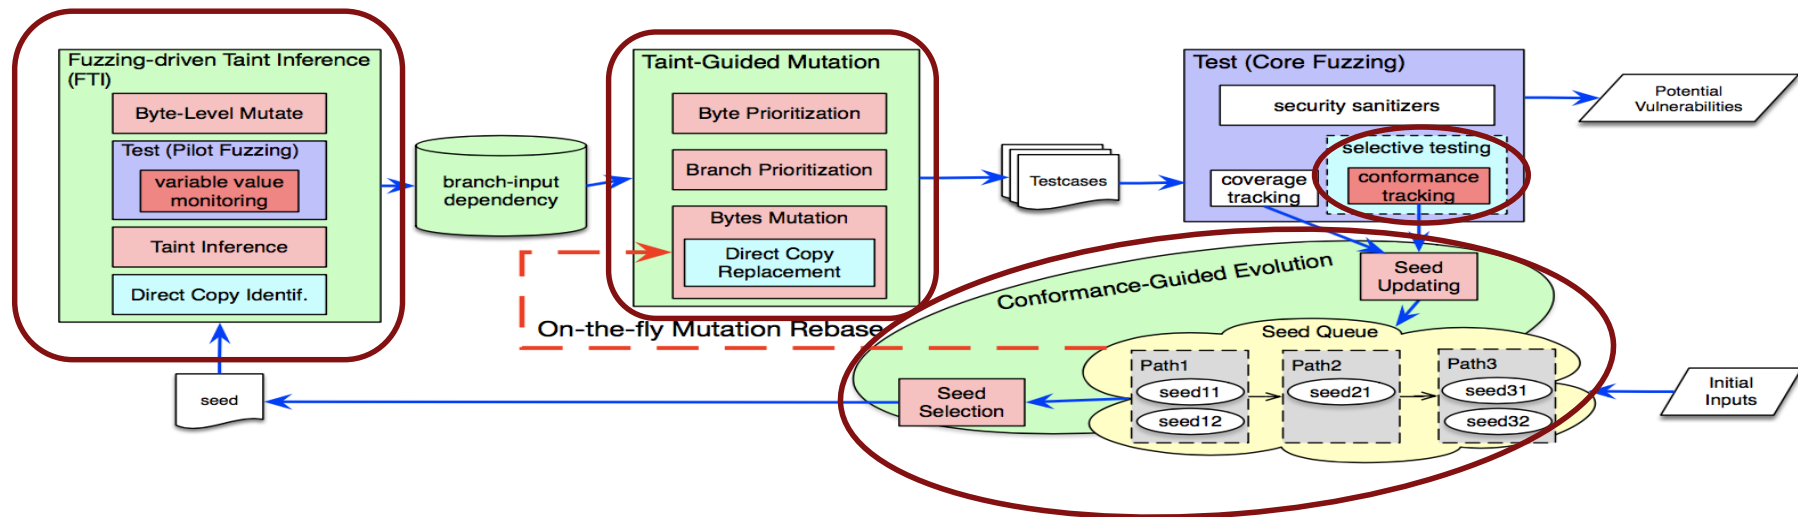 Fuzzing-driven Taint Inference
(FTI)
Byte-Level Mutate
Test (Pilot Fuzzing)
variable value
monitoring
Taint Inference
Direct Copy Identif.
seed
branch-input
dependency
Taint-Guided Mutation
Byte Prioritization
Branch Prioritization
Bytes Mutation
Direct Copy
Replacement
On-the-fly Mutation Rebase
Testcases
Test (Core Fuzzing)
security sanitizers
selective testing
coverage
tracking
conformance
tracking
Potential
Vulnerabilities
Conformance-Guided Evolution
Seed
Updating
Seed Queue
Path1
seed11
seed12
Path2
seed21
Path3
seed31
seed32
Seed
Selection
Initial
Inputs